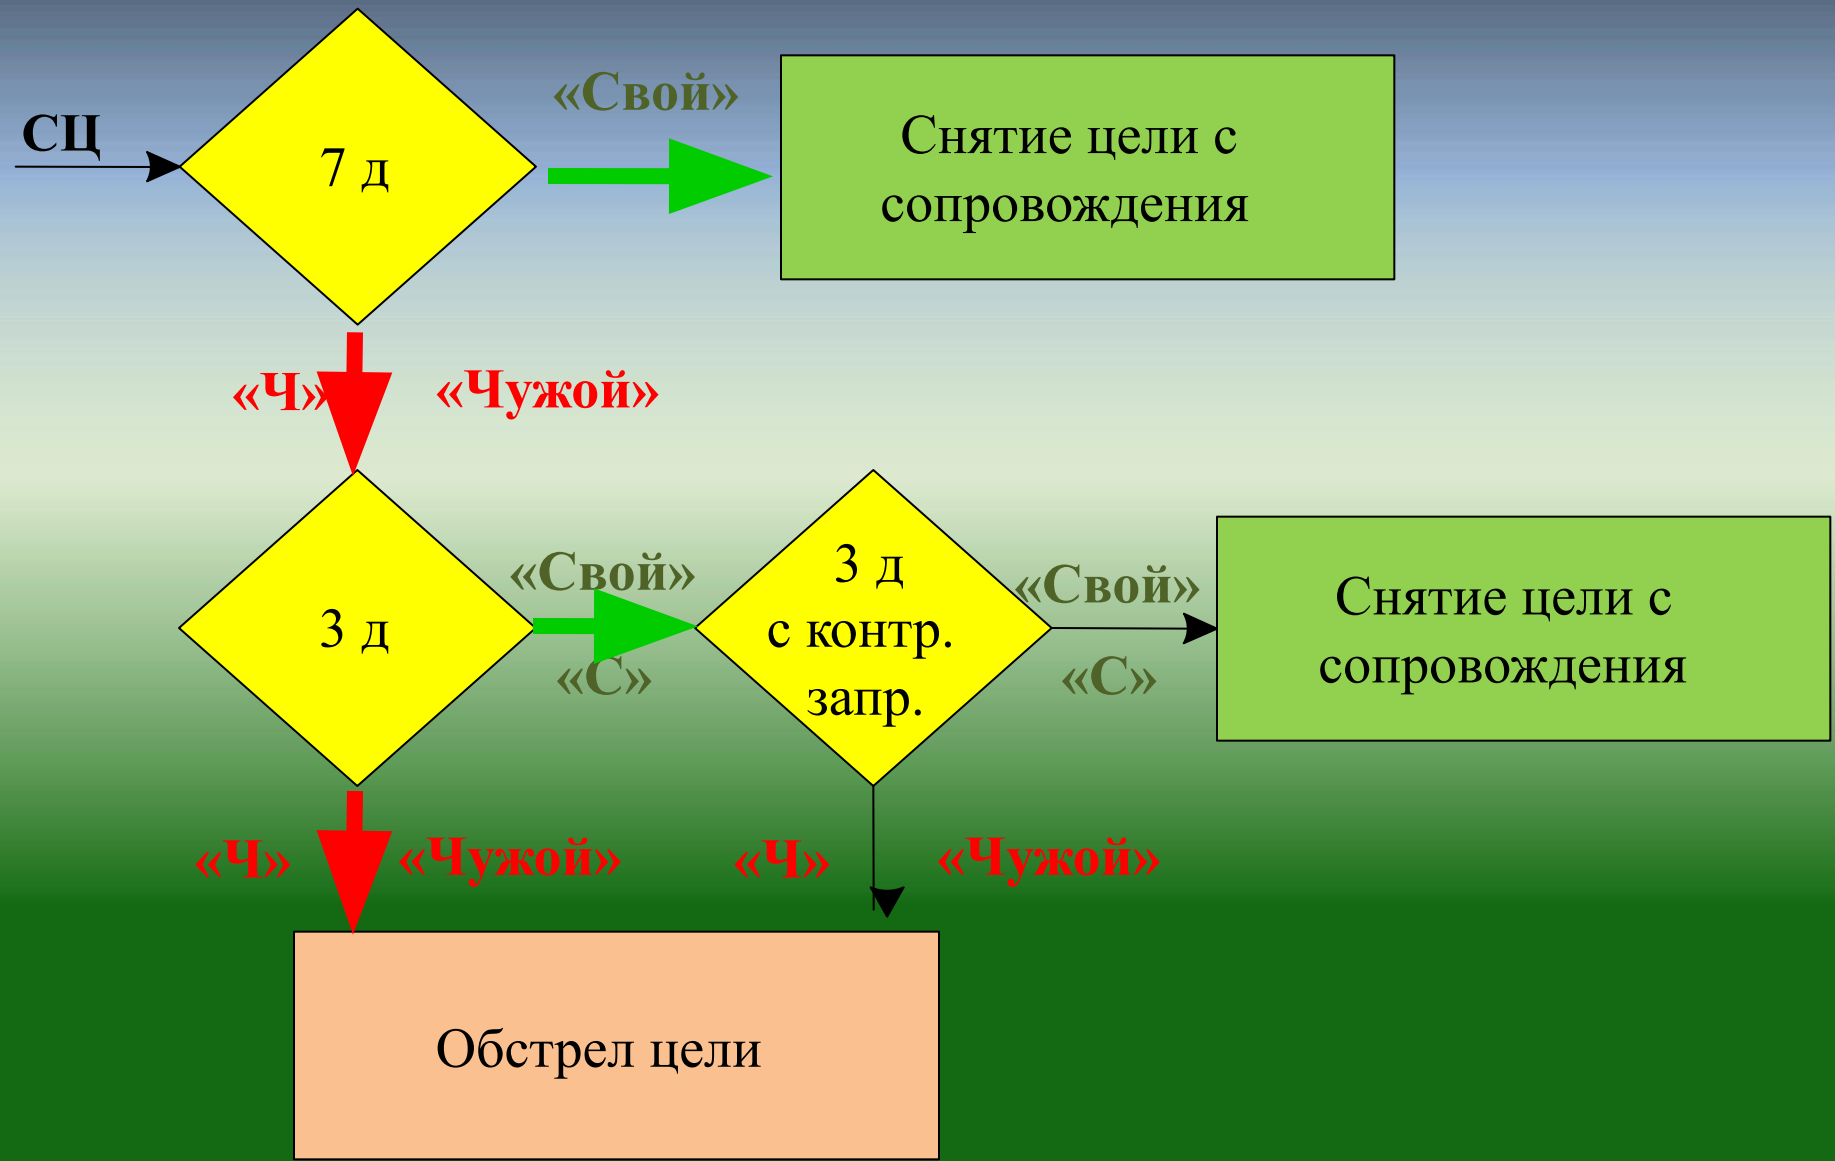 СЦ
7 д
«Свой»
Снятие цели с
сопровождения
«Ч»
«Чужой»
3 д
«Свой»
«С»
3 д
с контр.
запр.
«Свой»
«С»
Снятие цели с
сопровождения
«Ч»
«Чужой»
«Ч»
«Чужой»
Обстрел цели